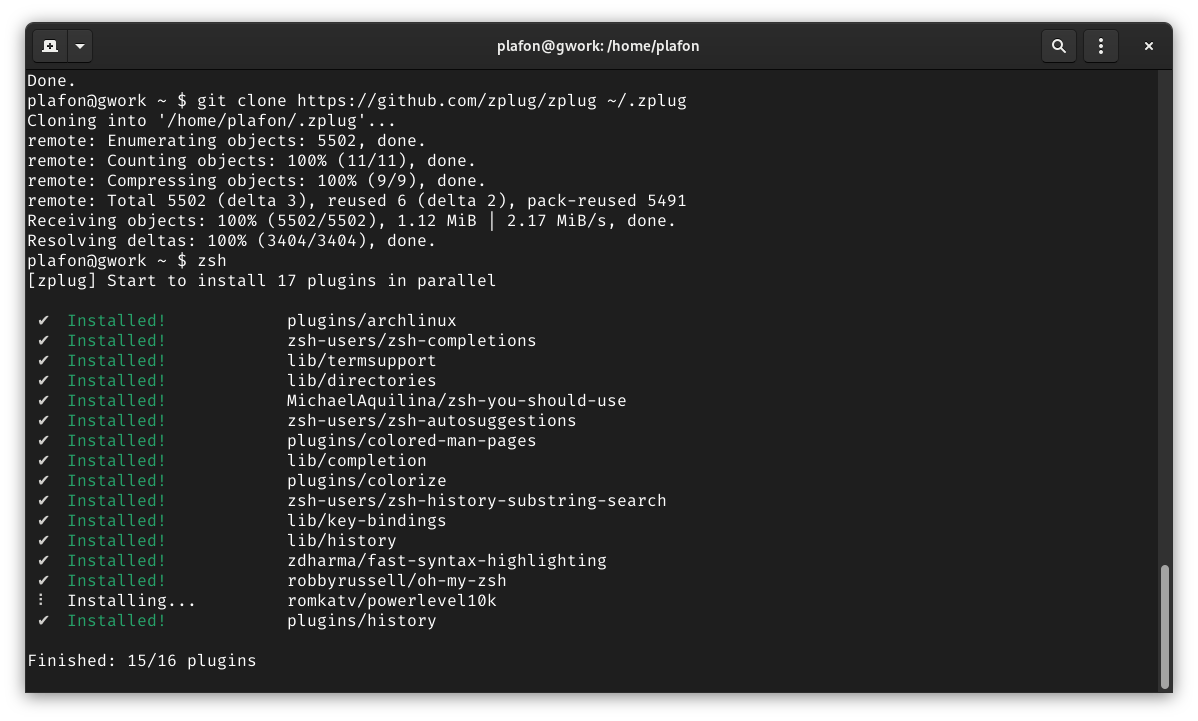 plafon@gwork: /home/plafon
Done.
plafon@gwork ~ $ git clone https://github.com/zplug/zplug ~/.zplug
Cloning into '/home/plafon/.zplug'...
remote: Enumerating objects: 5502, done.
remote: Counting objects: 100% (11/11), done.
remote: Compressing objects: 100% (9/9), done.
remote: Total 5502 (delta 3), reused 6 (delta 2), pack-reused 5491
Receiving objects: 100% (5502/5502), 1.12 MiB | 2.17 MiB/s, done.
Resolving deltas: 100% (3404/3404), done.
plafon@gwork ~ $ zsh
[zplug] Start to install 17 plugins in parallel
✔ Installed! plugins/archlinux
✔ Installed! zsh-users/zsh-completions
✔ Installed! lib/termsupport
✔ Installed! lib/directories
✔ Installed! MichaelAquilina/zsh-you-should-use
✔ Installed! zsh-users/zsh-autosuggestions
✔ Installed! plugins/colored-man-pages
✔ Installed! lib/completion
✔ Installed! plugins/colorize
✔ Installed! zsh-users/zsh-history-substring-search
✔ Installed! lib/key-bindings
✔ Installed! lib/history
✔ Installed! zdharma/fast-syntax-highlighting
✔ Installed! robbyrussell/oh-my-zsh
⠇ Installing... romkatv/powerlevel10k
✔ Installed! plugins/history
Finished: 15/16 plugins